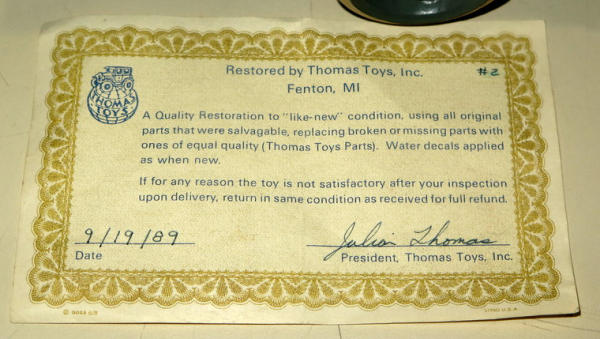 Restored by Thomas Toys, Inc.
#2
Fenton, MI
THOMAS
TOYS
A Quality Restoration to "like-new" condition, using all original
parts that were salvagable, replacing broken or missing parts with
ones of equal quality (Thomas Toys Parts). Water decals applied
as when new.
If for any reason the toy is not satisfactory after your inspection
upon delivery, return in same condition as received for full refund.
9/19/89
Julian Thomas
Date
President, Thomas Toys, Inc.
U.S.A.